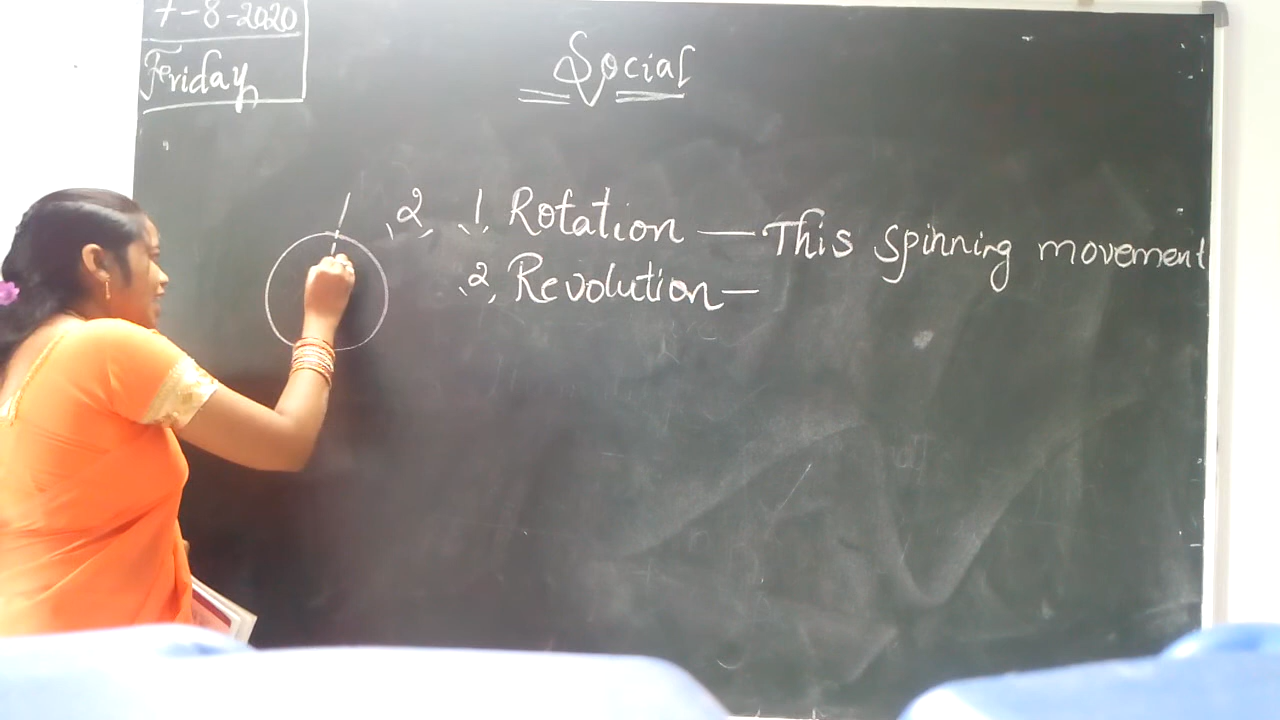 7-8-2020
Friday
Social
2, 1. Rotation — This spinning movement
2, Revolution —